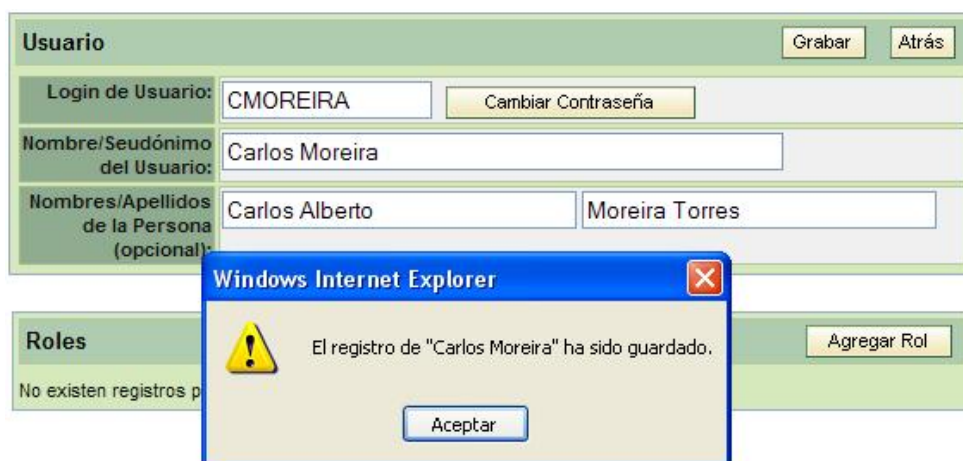 Usuario Grabar Atrás
Login de Usuario: CMOREIRA Cambiar Contraseña
Nombre/Seudónimo
del Usuario: Carlos Moreira
Nombres/Apellidos
de la Persona
(opcional): Carlos Alberto Moreira Torres
Windows Internet Explorer
El registro de "Carlos Moreira" ha sido guardado.
Aceptar
Roles Agregar Rol
No existen registros